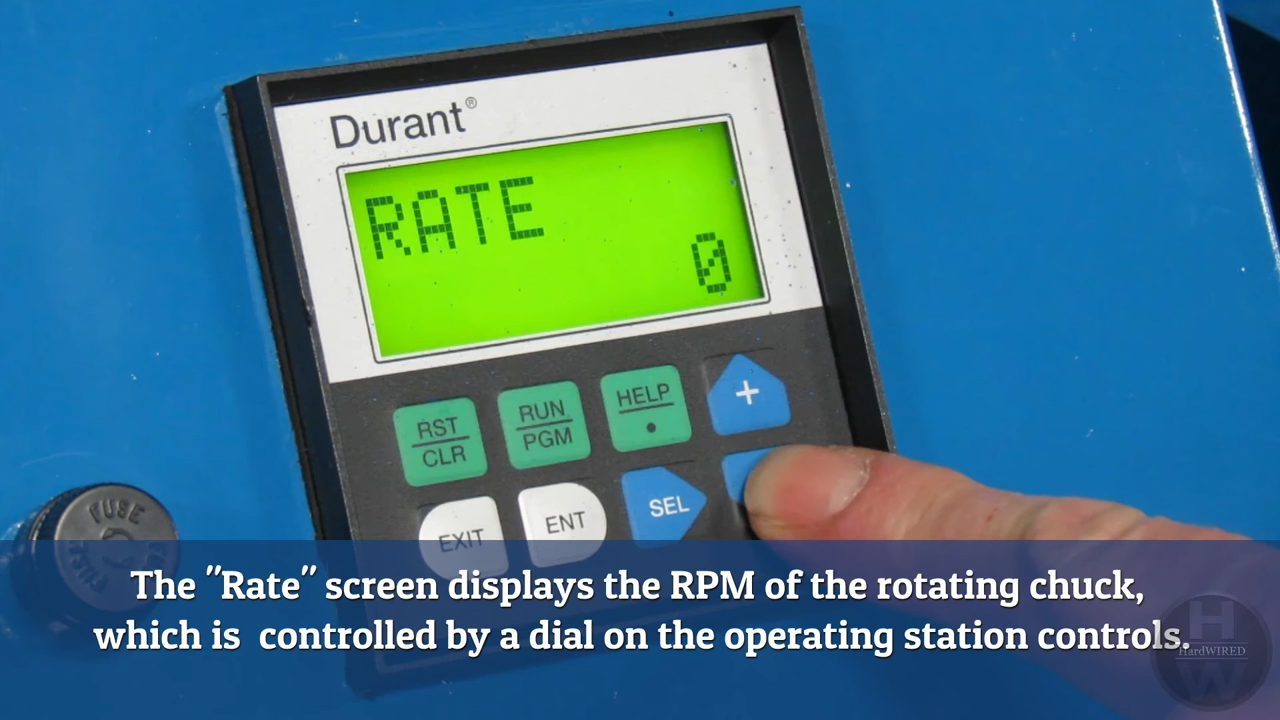 Durant®
RATE
0
RST
CLR
RUN
PGM
HELP
+
EXIT
ENT
SEL
FUSE
The "Rate" screen displays the RPM of the rotating chuck,
which is  controlled by a dial on the operating station controls.
H
HardWIRED
W